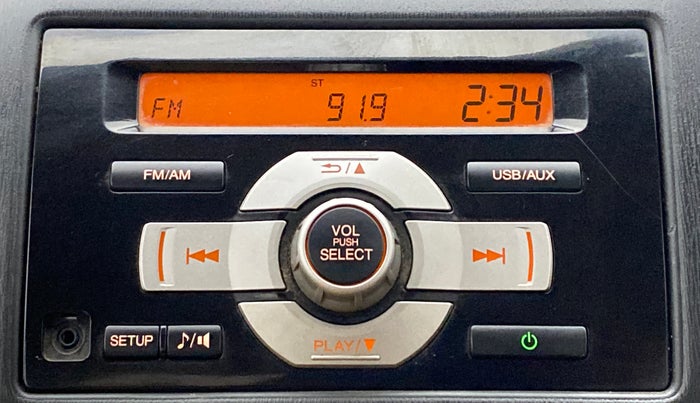 ST
FM 91.9 2:34
FM/AM
USB/AUX
VOL
PUSH
SELECT
SETUP
PLAY/